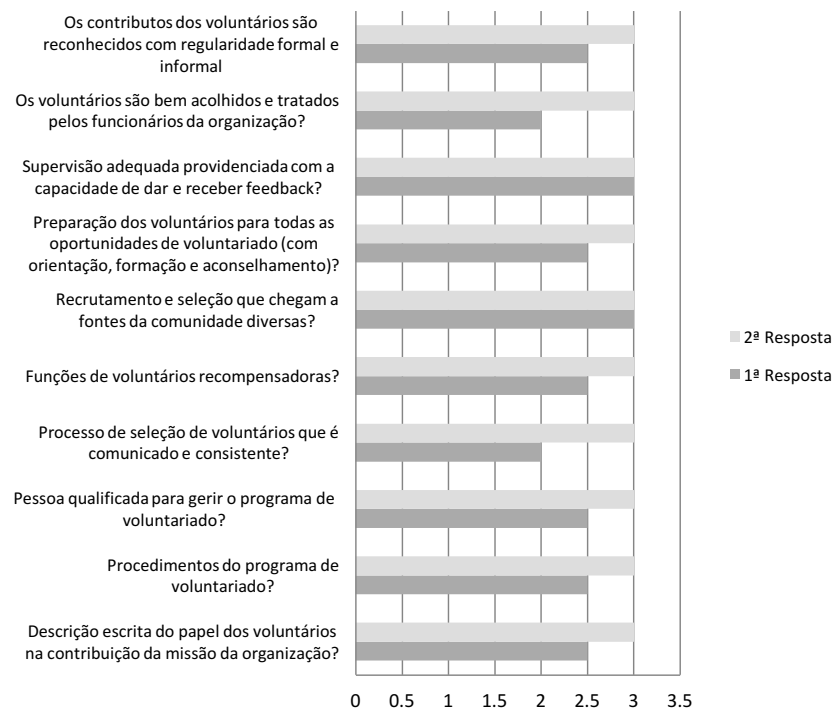 Os contributos dos voluntários são
reconhecidos com regularidade formal e
informal
Os voluntários são bem acolhidos e tratados
pelos funcionários da organização?
Supervisão adequada providenciada com a
capacidade de dar e receber feedback?
Preparação dos voluntários para todas as
oportunidades de voluntariado (com
orientação, formação e aconselhamento)?
Recrutamento e seleção que chegam a
fontes da comunidade diversas?
Funções de voluntários recompensadoras?
Processo de seleção de voluntários que é
comunicado e consistente?
Pessoa qualificada para gerir o programa de
voluntariado?
Procedimentos do programa de
voluntariado?
Descrição escrita do papel dos voluntários
na contribuição da missão da organização?
0 0.5 1 1.5 2 2.5 3 3.5
2ª Resposta
1ª Resposta